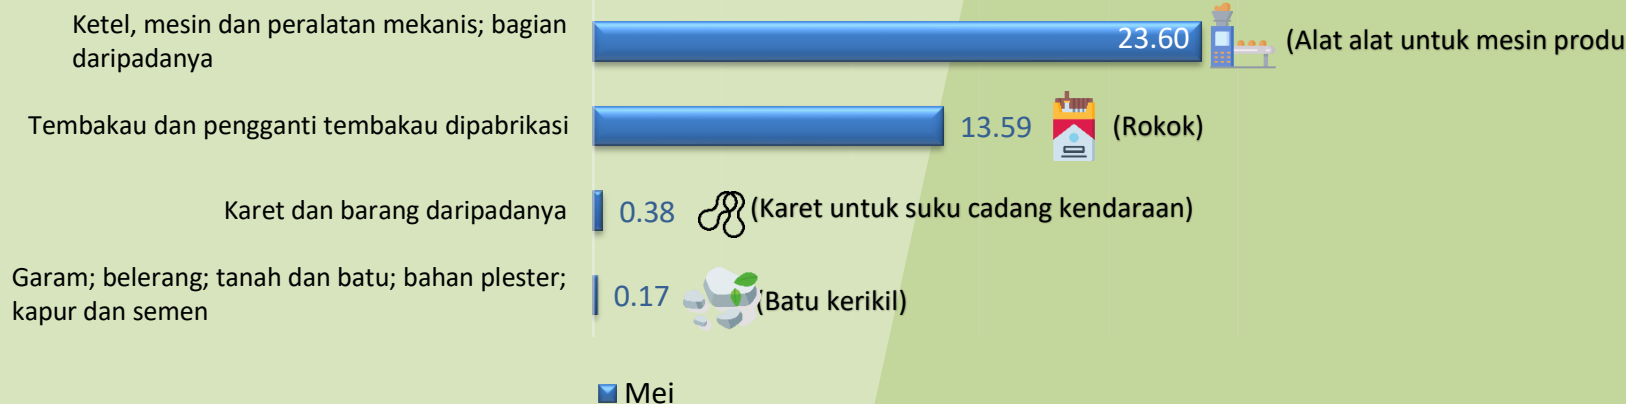 Ketel, mesin dan peralatan mekanis; bagian
daripadanya
23.60
(Alat alat untuk mesin produ
Tembakau dan pengganti tembakau dipabrikasi
13.59
(Rokok)
Karet dan barang daripadanya
0.38
(Karet untuk suku cadang kendaraan)
Garam; belerang; tanah dan batu; bahan plester;
kapur dan semen
0.17
(Batu kerikil)
Mei